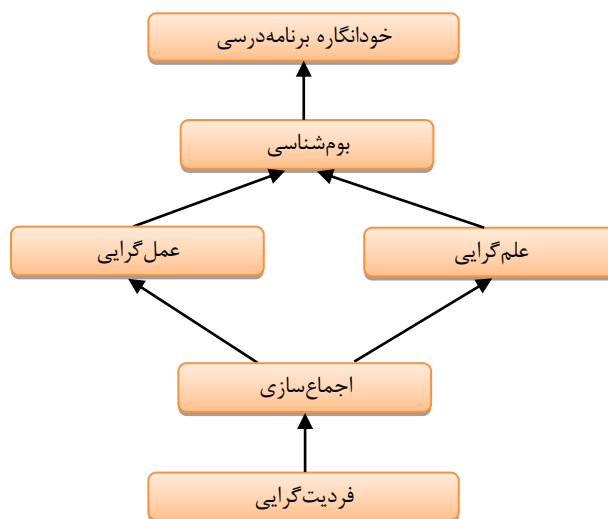 خودانگاره برنامه‌درسی
بوم‌شناسی
علم‌گرایی
عمل‌گرایی
اجماع‌سازی
فردیت‌گرایی